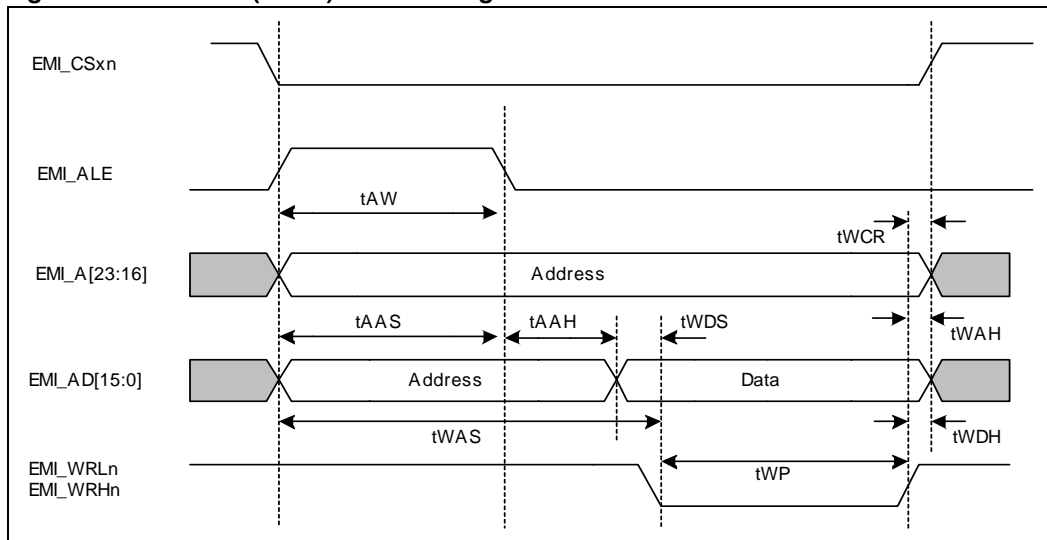 EMI_CSxn
EMI_ALE
tAW
tWCR
EMI_A[23:16]
Address
tAAS
tAAH
tWDS
tWAH
EMI_AD[15:0]
Address
Data
tWAS
tWDH
EMI_WRLn
EMI_WRHn
tWP